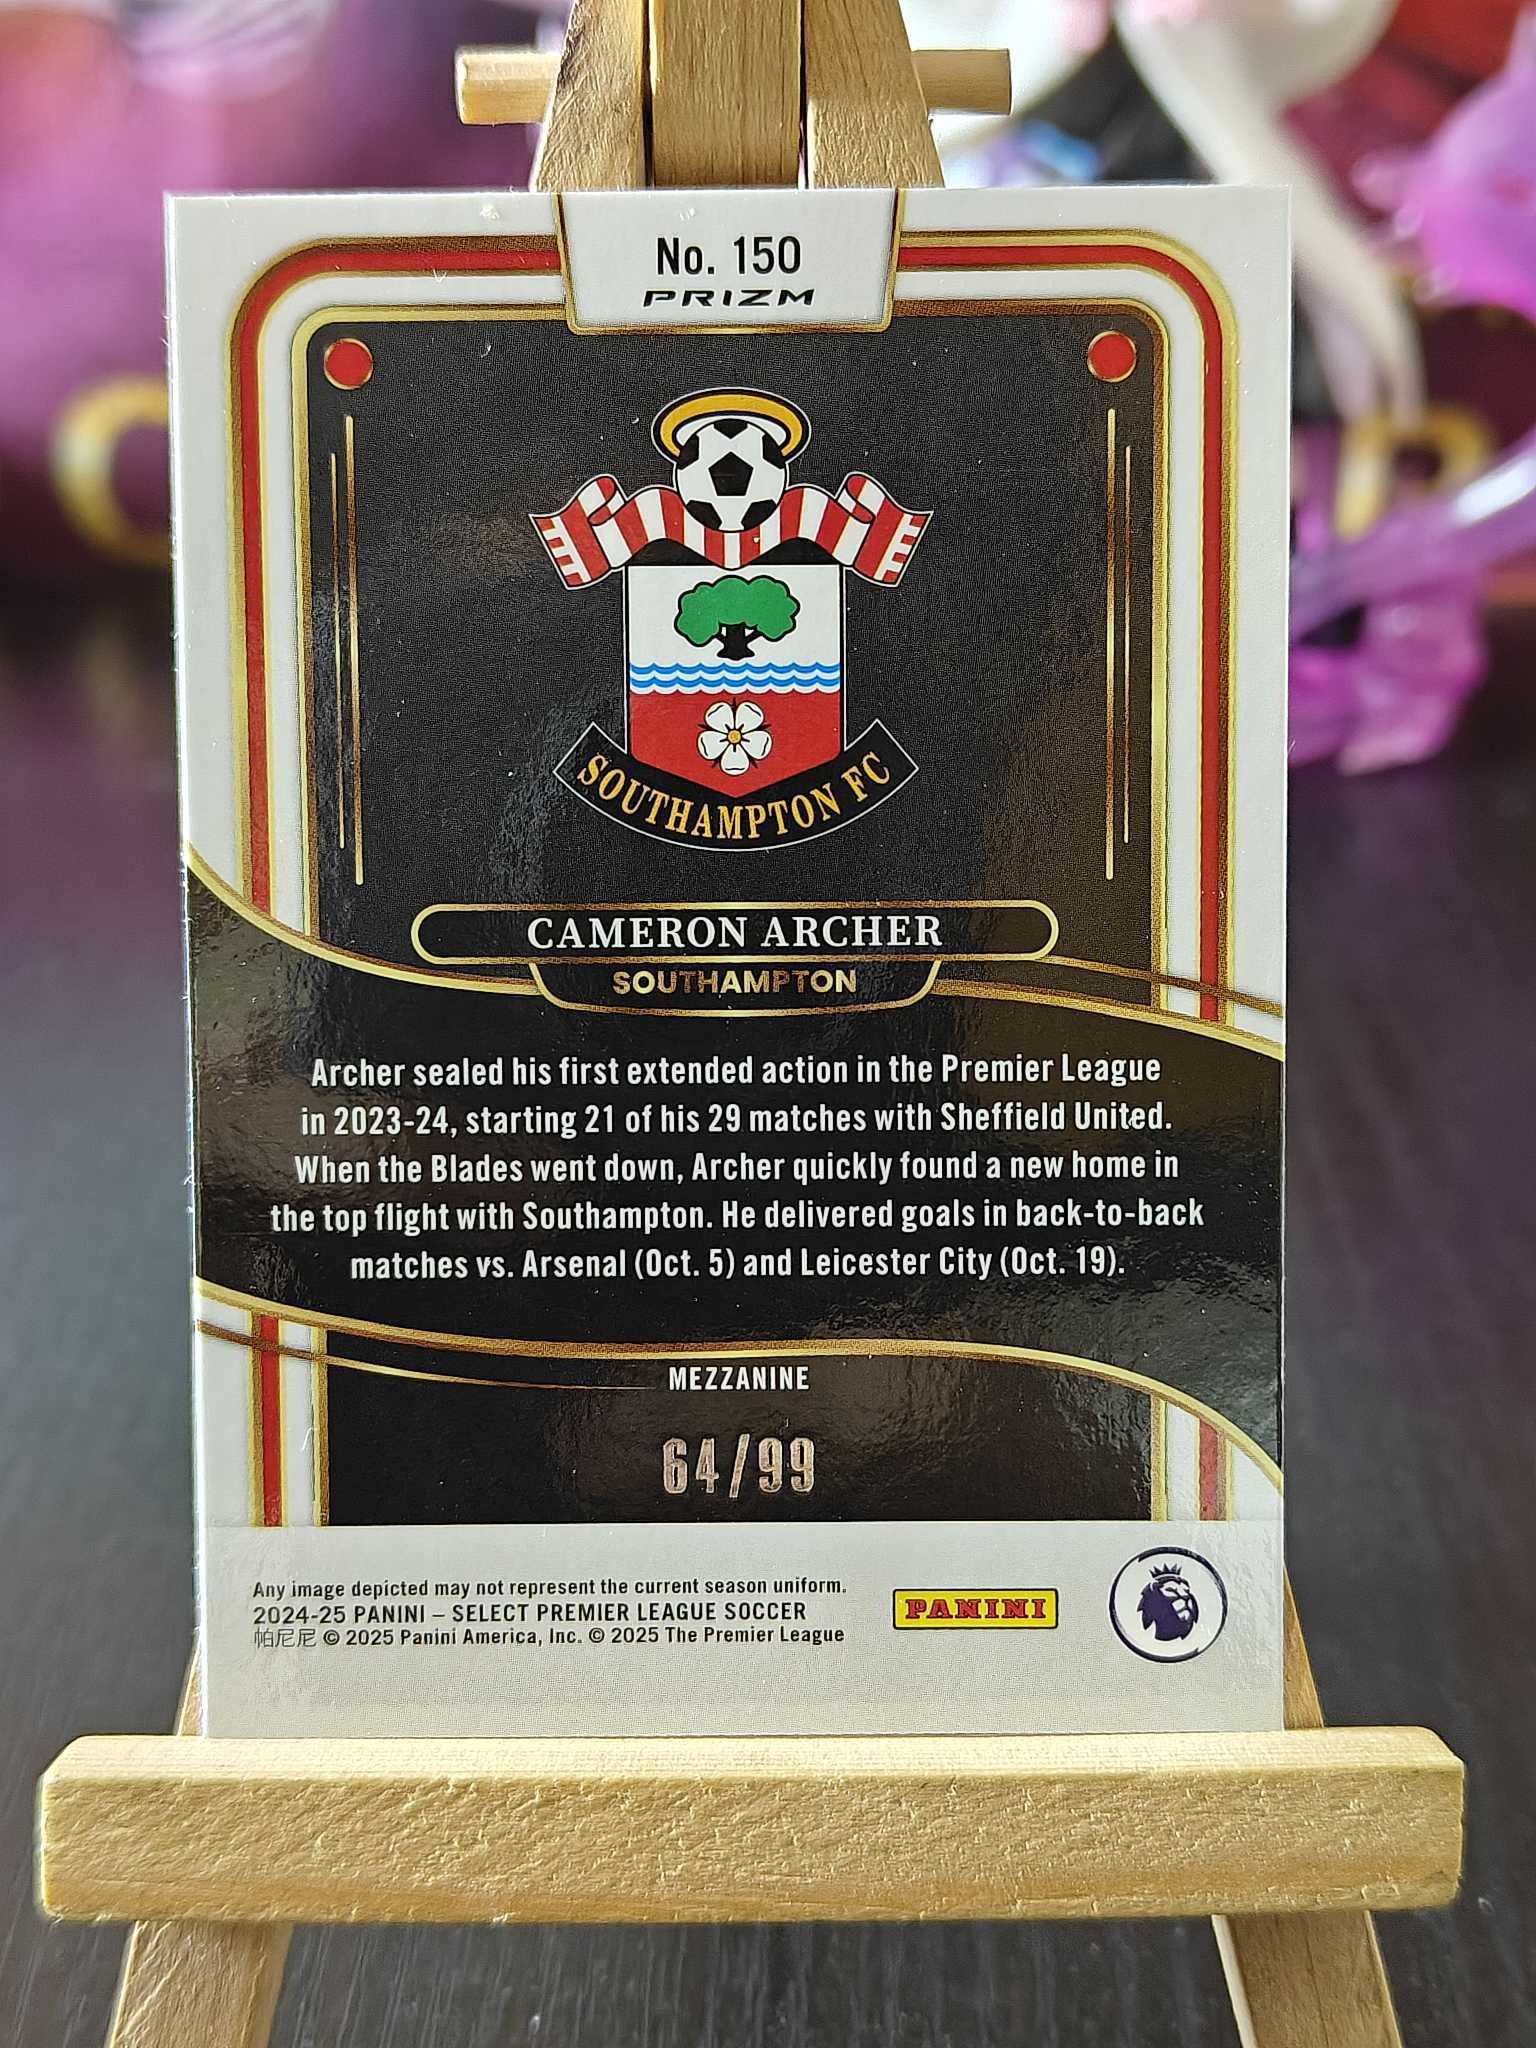 No. 150
PRIZM
SOUTHAMPTON FC
CAMERON ARCHER
SOUTHAMPTON
Archer sealed his first extended action in the Premier League
in 2023-24, starting 21 of his 29 matches with Sheffield United.
When the Blades went down, Archer quickly found a new home in
the top flight with Southampton. He delivered goals in back-to-back
matches vs. Arsenal (Oct. 5) and Leicester City (Oct. 19).
MEZZANINE
64/99
Any image depicted may not represent the current season uniform.
2024-25 PANINI – SELECT PREMIER LEAGUE SOCCER
帕尼尼 © 2025 Panini America, Inc. © 2025 The Premier League
PANINI